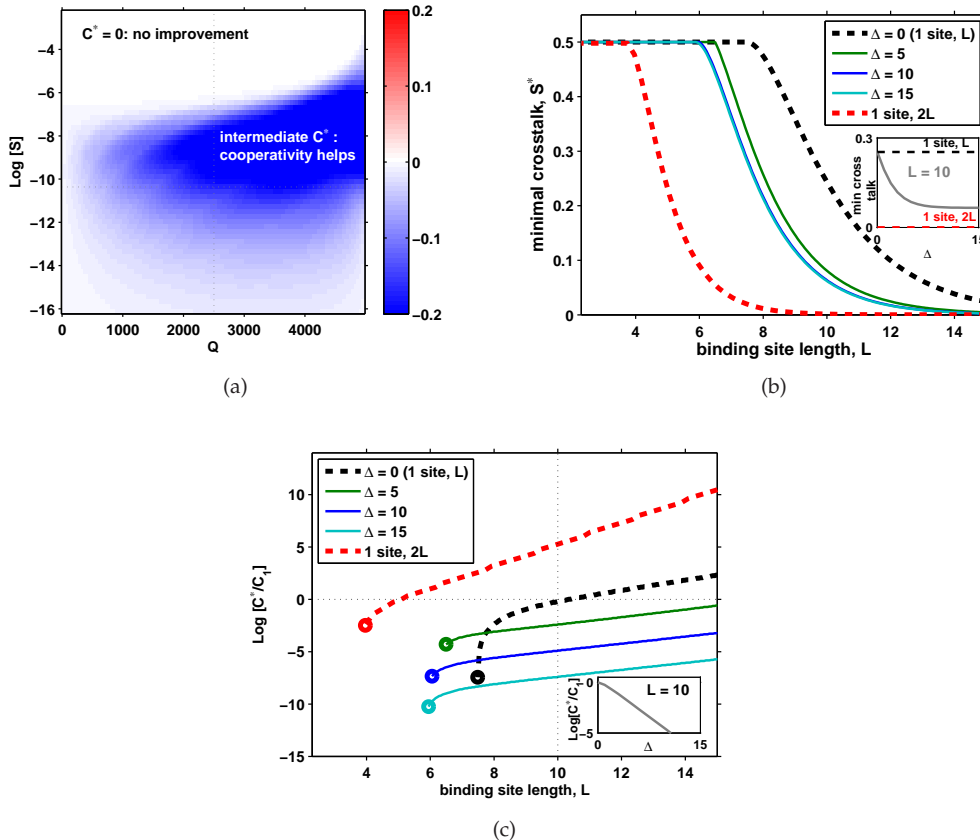 C* = 0: no improvement
intermediate C* :
cooperativity helps
Log [S]
−4
−6
−8
−10
−12
−14
−16
0
1000
2000
3000
4000
Q
0.2
0.1
0
−0.1
−0.2
(a)
minimal crosstalk, S*
0.5
0.4
0.3
0.2
0.1
0
4
6
8
10
12
14
binding site length, L
Δ = 0 (1 site, L)
Δ = 5
Δ = 10
Δ = 15
1 site, 2L
min cross
talk
0.3
0
1 site, L
L = 10
1 site, 2L
0
15
Δ
(b)
Log [C*/C₁]
10
5
0
−5
−10
−15
4
6
8
10
12
14
binding site length, L
Δ = 0 (1 site, L)
Δ = 5
Δ = 10
Δ = 15
1 site, 2L
Log[C*/C₁]
0
−5
L = 10
0
15
Δ
(c)